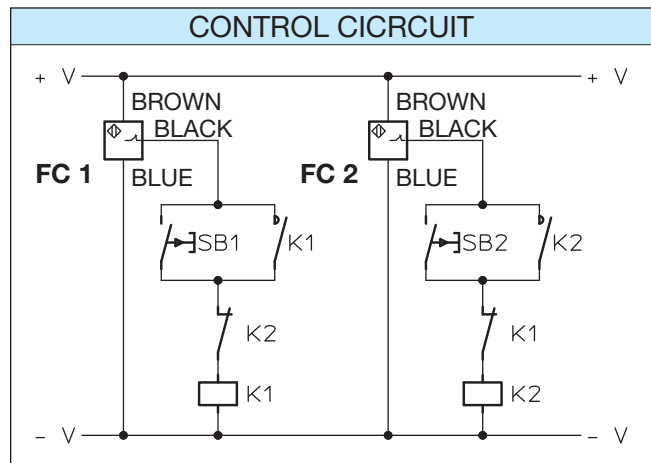 CONTROL CICRCUIT
+ V + V
BROWN BROWN
BLACK BLACK
FC 1 BLUE FC 2 BLUE
SB1 K1 SB2 K2
K2 K1
K1 K2
– V – V